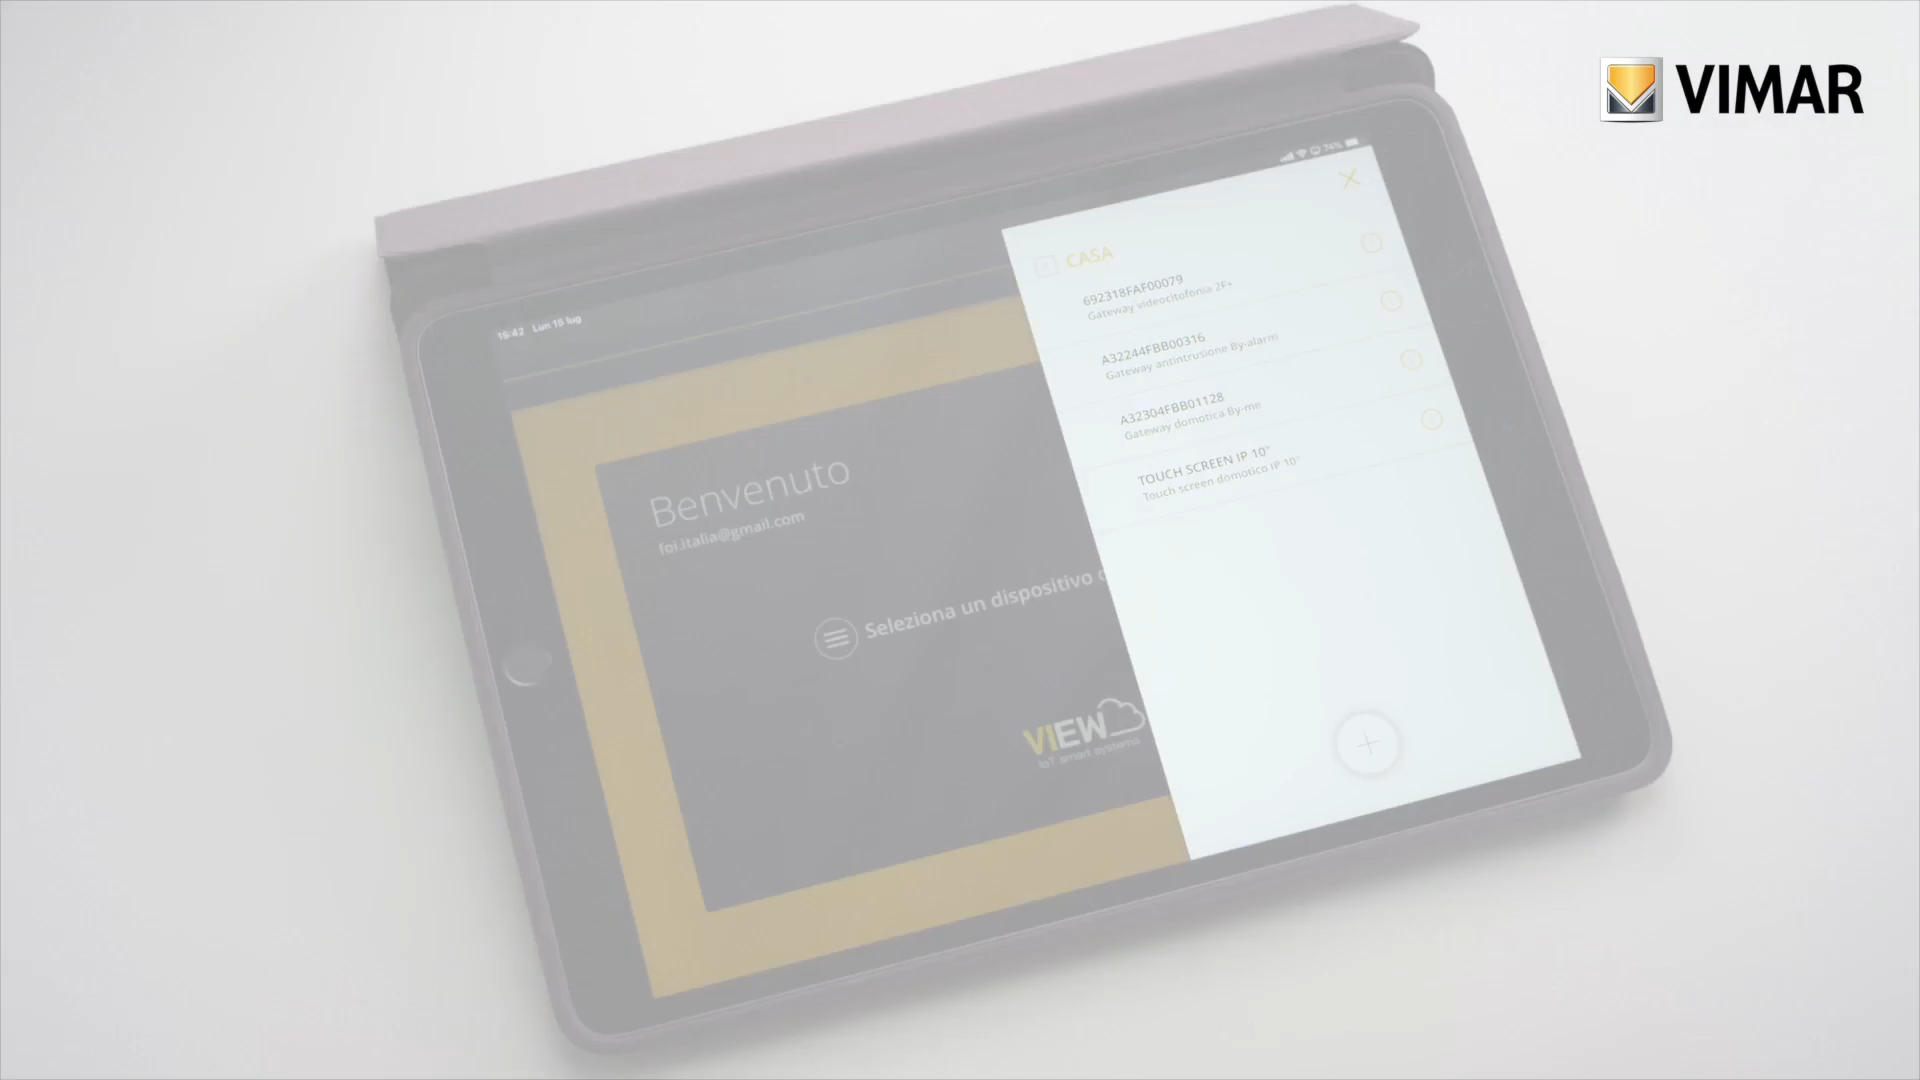 VIMAR
74%
15:42 Lun 15 lug
CASA
692318FAF00079
Gateway videocitofonia 2F+
A32244FBB00316
Gateway antintrusione By-alarm
A32304FBB01128
Gateway domotica By-me
TOUCH SCREEN IP 10"
Touch screen domotico IP 10"
Benvenuto
foi.italia@gmail.com
Seleziona un dispositivo
VIEW
IoT smart systems